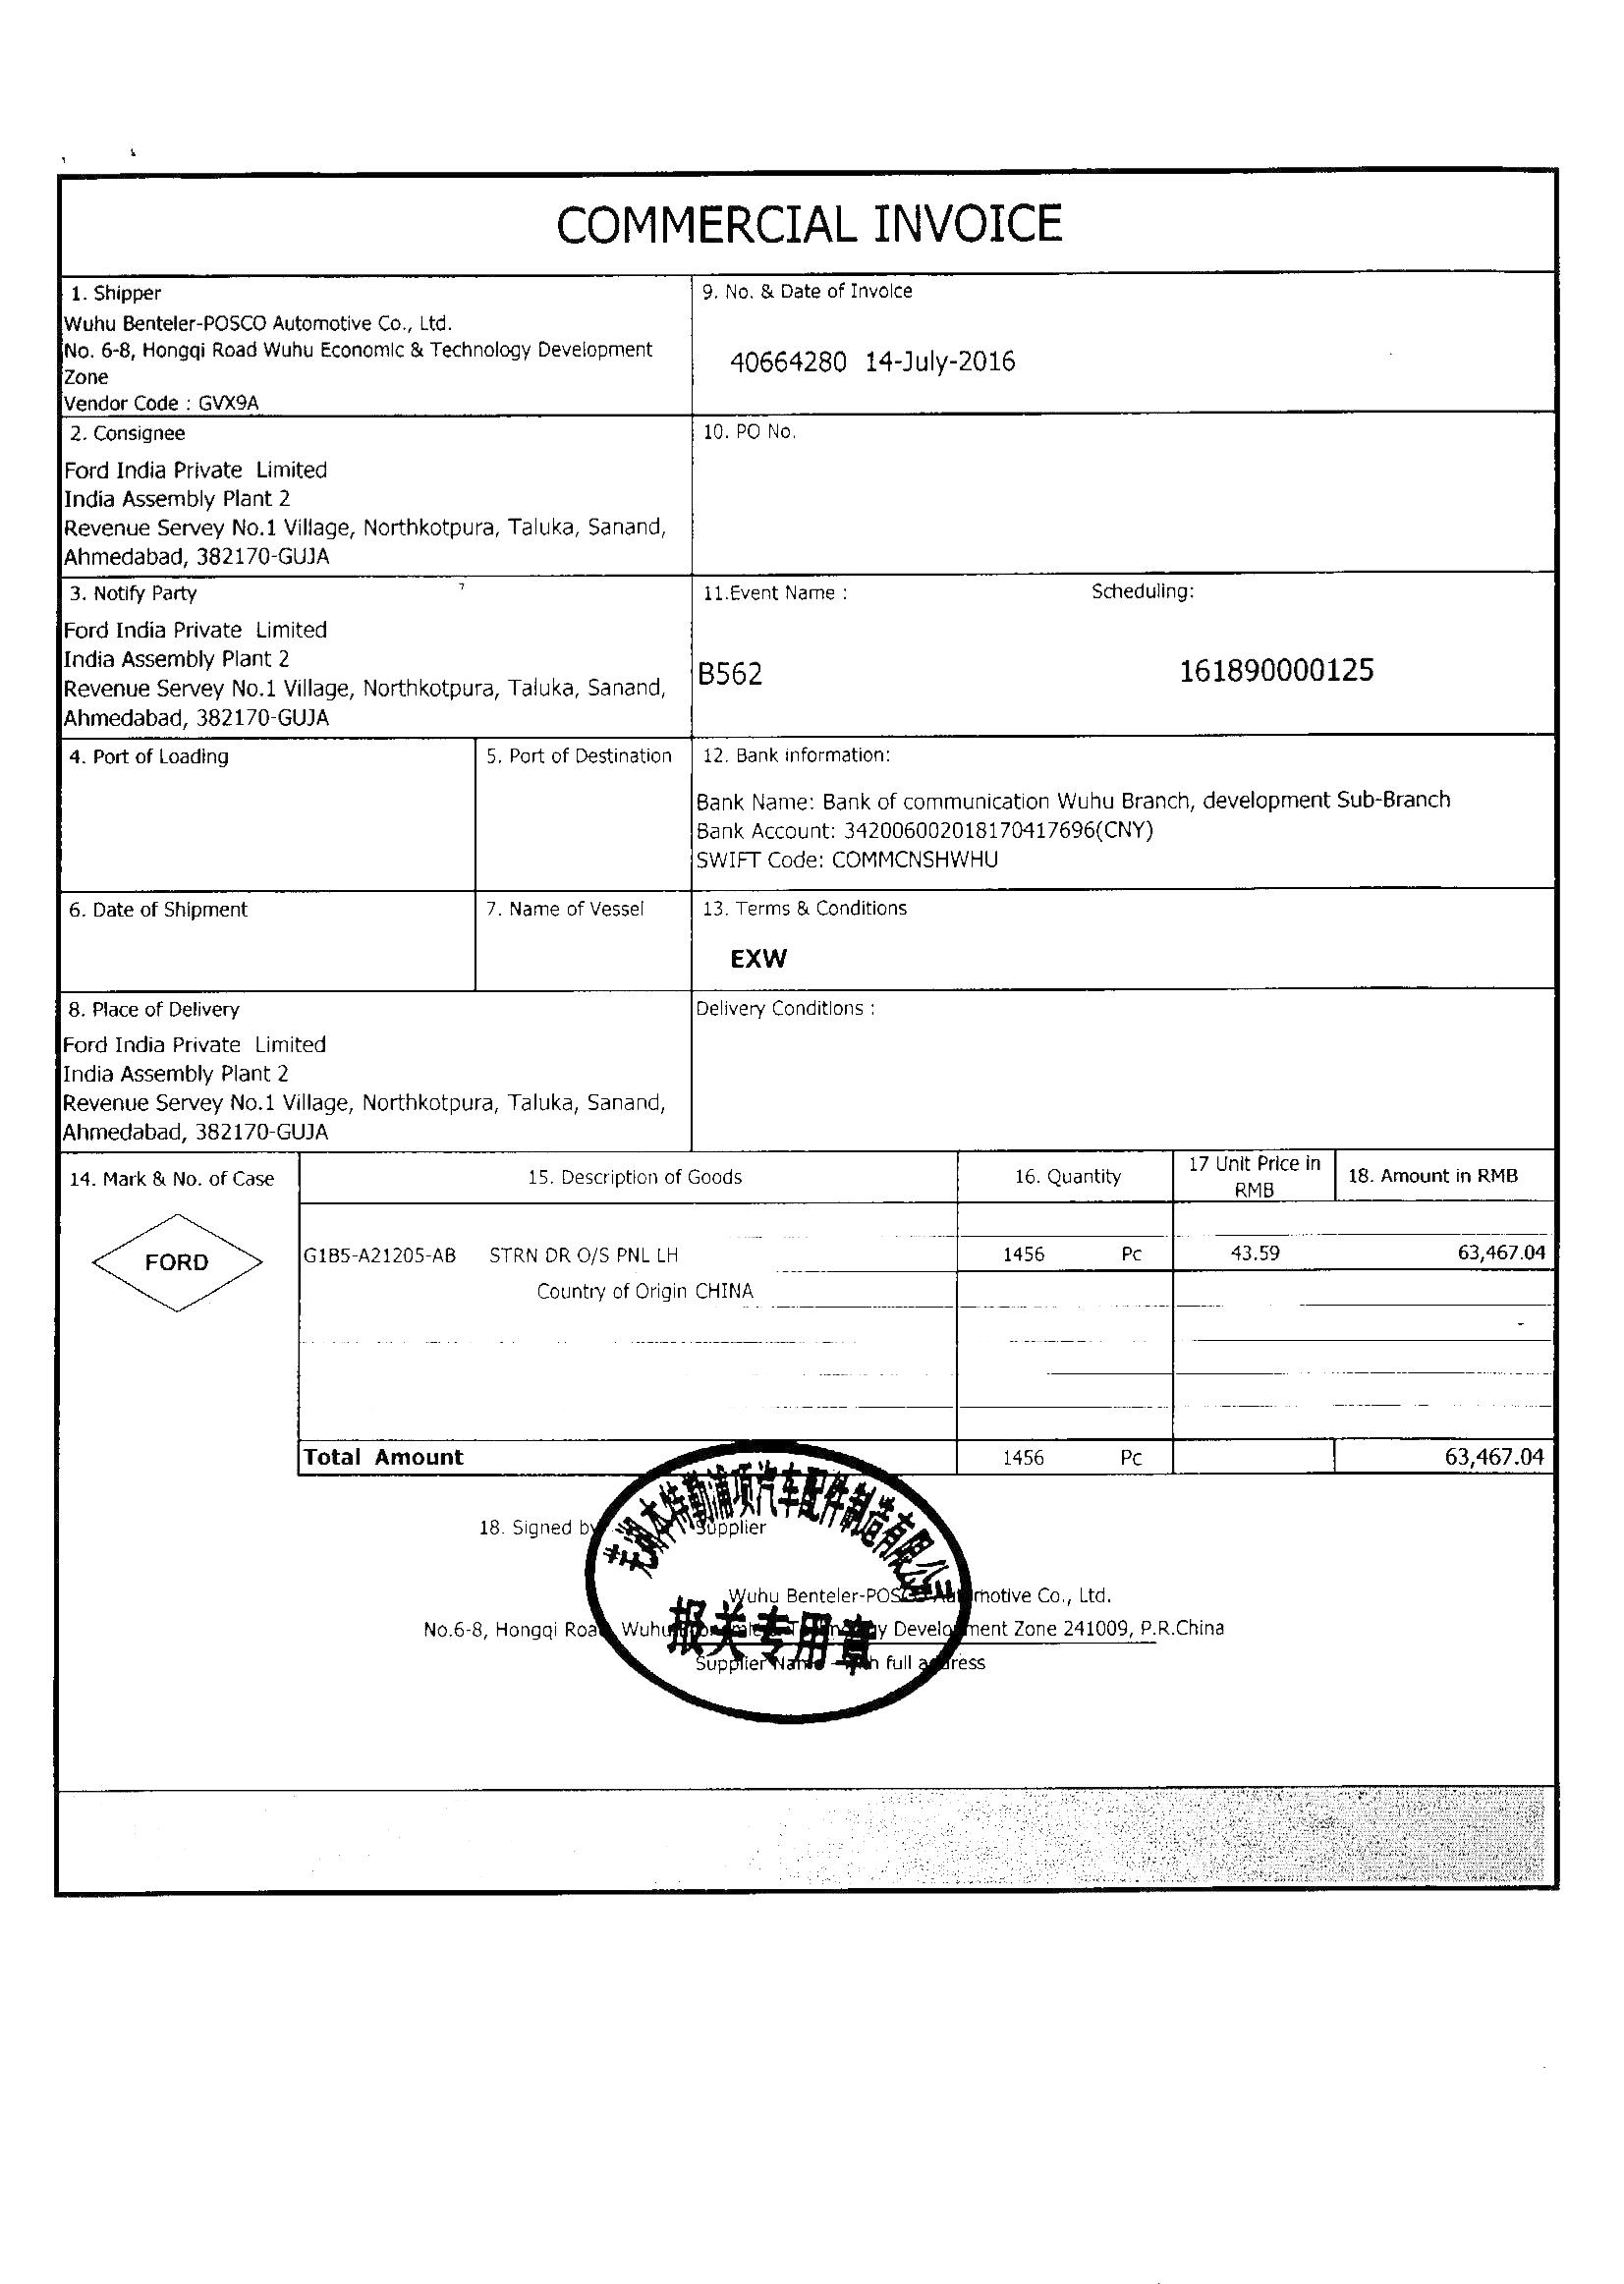 COMMERCIAL INVOICE
1. Shipper
Wuhu Benteler-POSCO Automotive Co., Ltd.
No. 6-8, Hongqi Road Wuhu Economic & Technology Development
Zone
Vendor Code : GVX9A
9. No. & Date of Invoice
40664280 14-July-2016
2. Consignee
Ford India Private Limited
India Assembly Plant 2
Revenue Servey No.1 Village, Northkotpura, Taluka, Sanand,
Ahmedabad, 382170-GUJA
10. PO No.
3. Notify Party
Ford India Private Limited
India Assembly Plant 2
Revenue Servey No.1 Village, Northkotpura, Taluka, Sanand,
Ahmedabad, 382170-GUJA
11.Event Name : Scheduling:
B562 161890000125
4. Port of Loading
5. Port of Destination
12. Bank information:
Bank Name: Bank of communication Wuhu Branch, development Sub-Branch
Bank Account: 342006002018170417696(CNY)
SWIFT Code: COMMCNSHWHU
6. Date of Shipment
7. Name of Vessel
13. Terms & Conditions
EXW
8. Place of Delivery
Ford India Private Limited
India Assembly Plant 2
Revenue Servey No.1 Village, Northkotpura, Taluka, Sanand,
Ahmedabad, 382170-GUJA
Delivery Conditions :
14. Mark & No. of Case 15. Description of Goods 16. Quantity 17 Unit Price in RMB 18. Amount in RMB
FORD
G1B5-A21205-AB STRN DR O/S PNL LH 1456 Pc 43.59 63,467.04
Country of Origin CHINA
-
Total Amount 1456 Pc 63,467.04
芜湖本特勒浦项汽车配件制造有限公司
18. Signed by Supplier
Wuhu Benteler-POSCO Automotive Co., Ltd.
No.6-8, Hongqi Road Wuhu Economic & Technology Development Zone 241009, P.R.China
报关专用章
Supplier Name - with full address